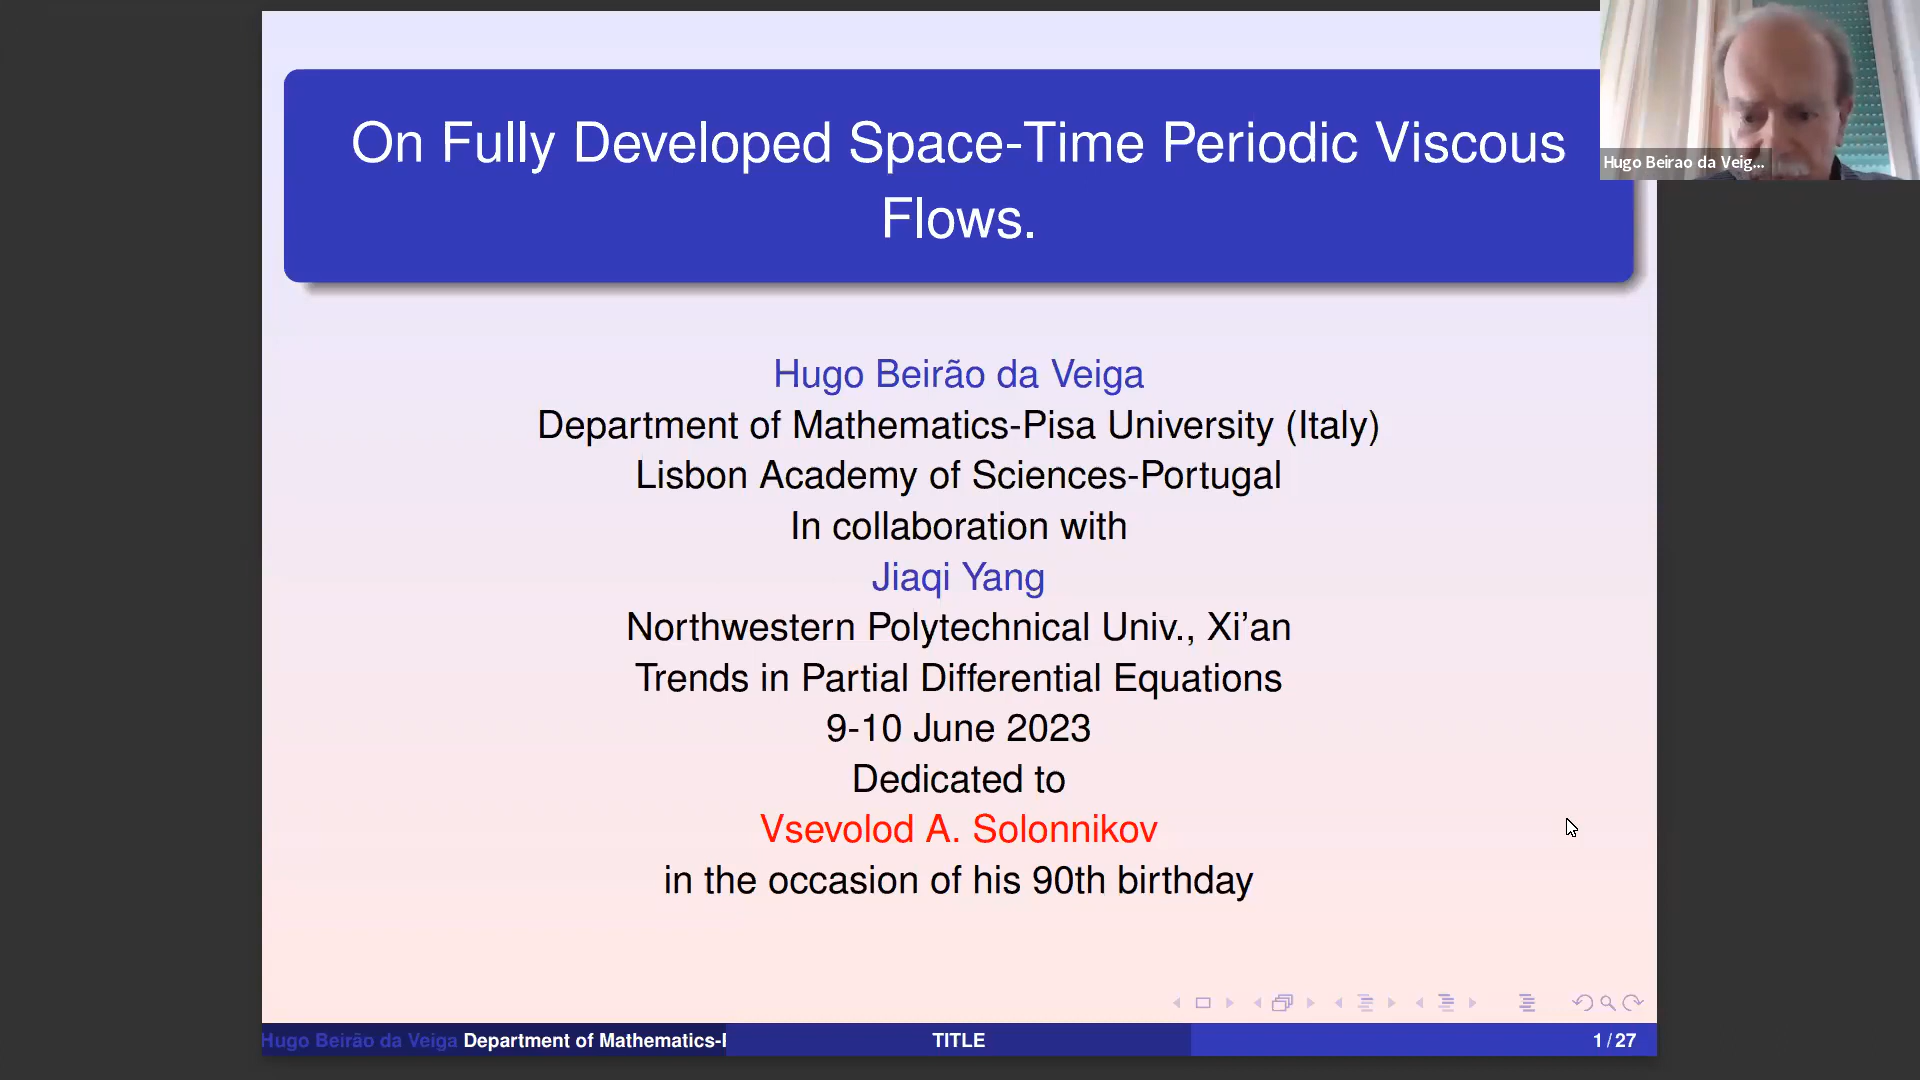 On Fully Developed Space-Time Periodic Viscous
Flows.
Hugo Beirao da Veig...
Hugo Beirão da Veiga
Department of Mathematics-Pisa University (Italy)
Lisbon Academy of Sciences-Portugal
In collaboration with
Jiaqi Yang
Northwestern Polytechnical Univ., Xi’an
Trends in Partial Differential Equations
9-10 June 2023
Dedicated to
Vsevolod A. Solonnikov
in the occasion of his 90th birthday
Hugo Beirão da Veiga Department of Mathematics-P TITLE 1 / 27